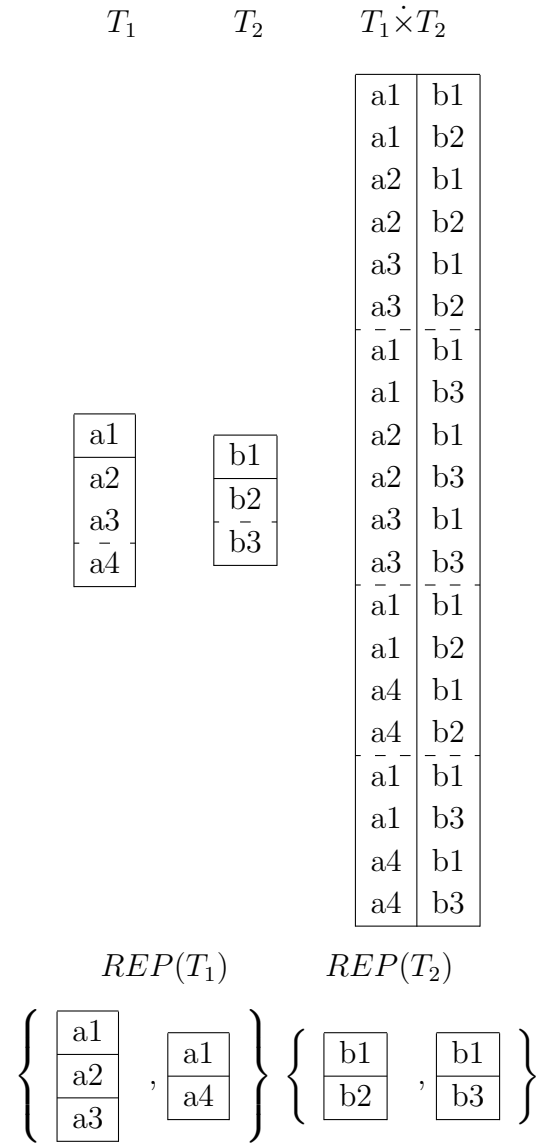 T₁ T₂ T₁ ×̇ T₂
a1 b1
a1 b2
a2 b1
a2 b2
a3 b1
a3 b2
a1 b1
a1 b3
a2 b1
a2 b3
a3 b1
a3 b3
a1 b1
a1 b2
a4 b1
a4 b2
a1 b1
a1 b3
a4 b1
a4 b3
a1
a2
a3
a4
b1
b2
b3
REP(T₁) REP(T₂)
{ a1 , a1 } { b1 , b1 }
a2 a4 b2 b3
a3